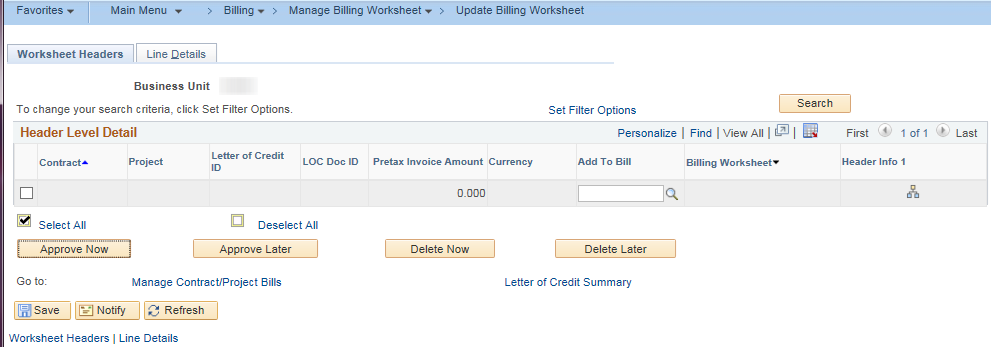 Favorites Main Menu > Billing > Manage Billing Worksheet > Update Billing Worksheet
Worksheet Headers Line Details
Business Unit
To change your search criteria, click Set Filter Options. Set Filter Options Search
Header Level Detail Personalize | Find | View All | | First 1 of 1 Last
Contract Project Letter of Credit ID LOC Doc ID Pretax Invoice Amount Currency Add To Bill Billing Worksheet Header Info 1
0.000
Select All Deselect All
Approve Now Approve Later Delete Now Delete Later
Go to: Manage Contract/Project Bills Letter of Credit Summary
Save Notify Refresh
Worksheet Headers | Line Details